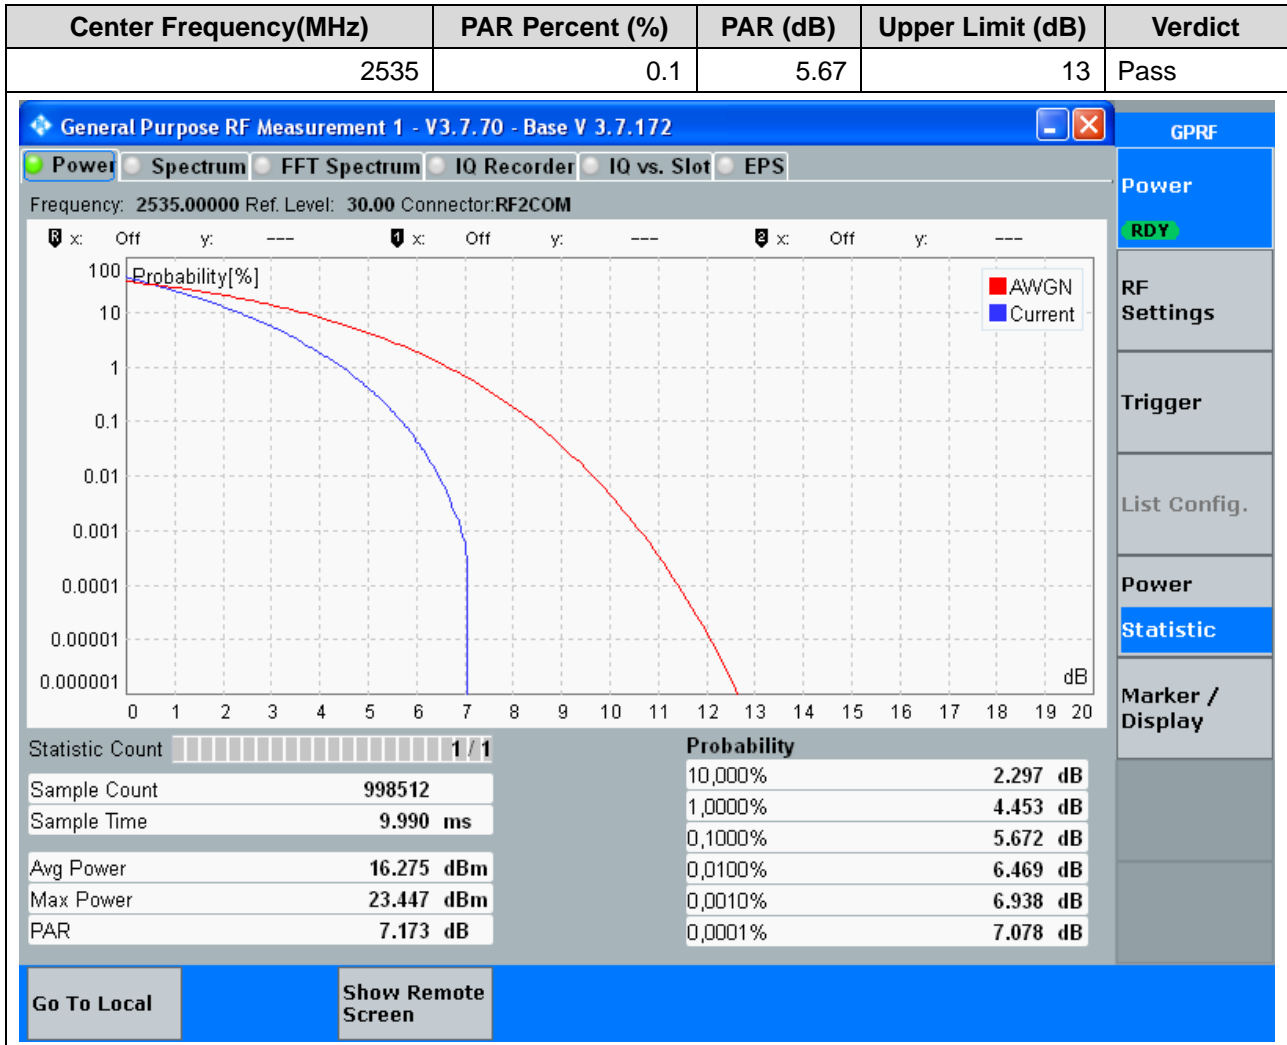 Center Frequency(MHz) PAR Percent (%) PAR (dB) Upper Limit (dB) Verdict
2535 0.1 5.67 13 Pass
General Purpose RF Measurement 1 - V3.7.70 - Base V 3.7.172
GPRF
Power Spectrum FFT Spectrum IQ Recorder IQ vs. Slot EPS
Power
RDY
Frequency: 2535.00000 Ref. Level: 30.00 Connector:RF2COM
R x: Off y: --- 1 x: Off y: --- 2 x: Off y: ---
Probability[%]
AWGN
Current
100
10
1
0.1
0.01
0.001
0.0001
0.00001
0.000001
dB
0 1 2 3 4 5 6 7 8 9 10 11 12 13 14 15 16 17 18 19 20
RF
Settings
Trigger
List Config.
Power
Statistic
Marker /
Display
Statistic Count 1 / 1
Sample Count 998512
Sample Time 9.990 ms
Avg Power 16.275 dBm
Max Power 23.447 dBm
PAR 7.173 dB
Probability
10,000% 2.297 dB
1,0000% 4.453 dB
0,1000% 5.672 dB
0,0100% 6.469 dB
0,0010% 6.938 dB
0,0001% 7.078 dB
Go To Local
Show Remote
Screen